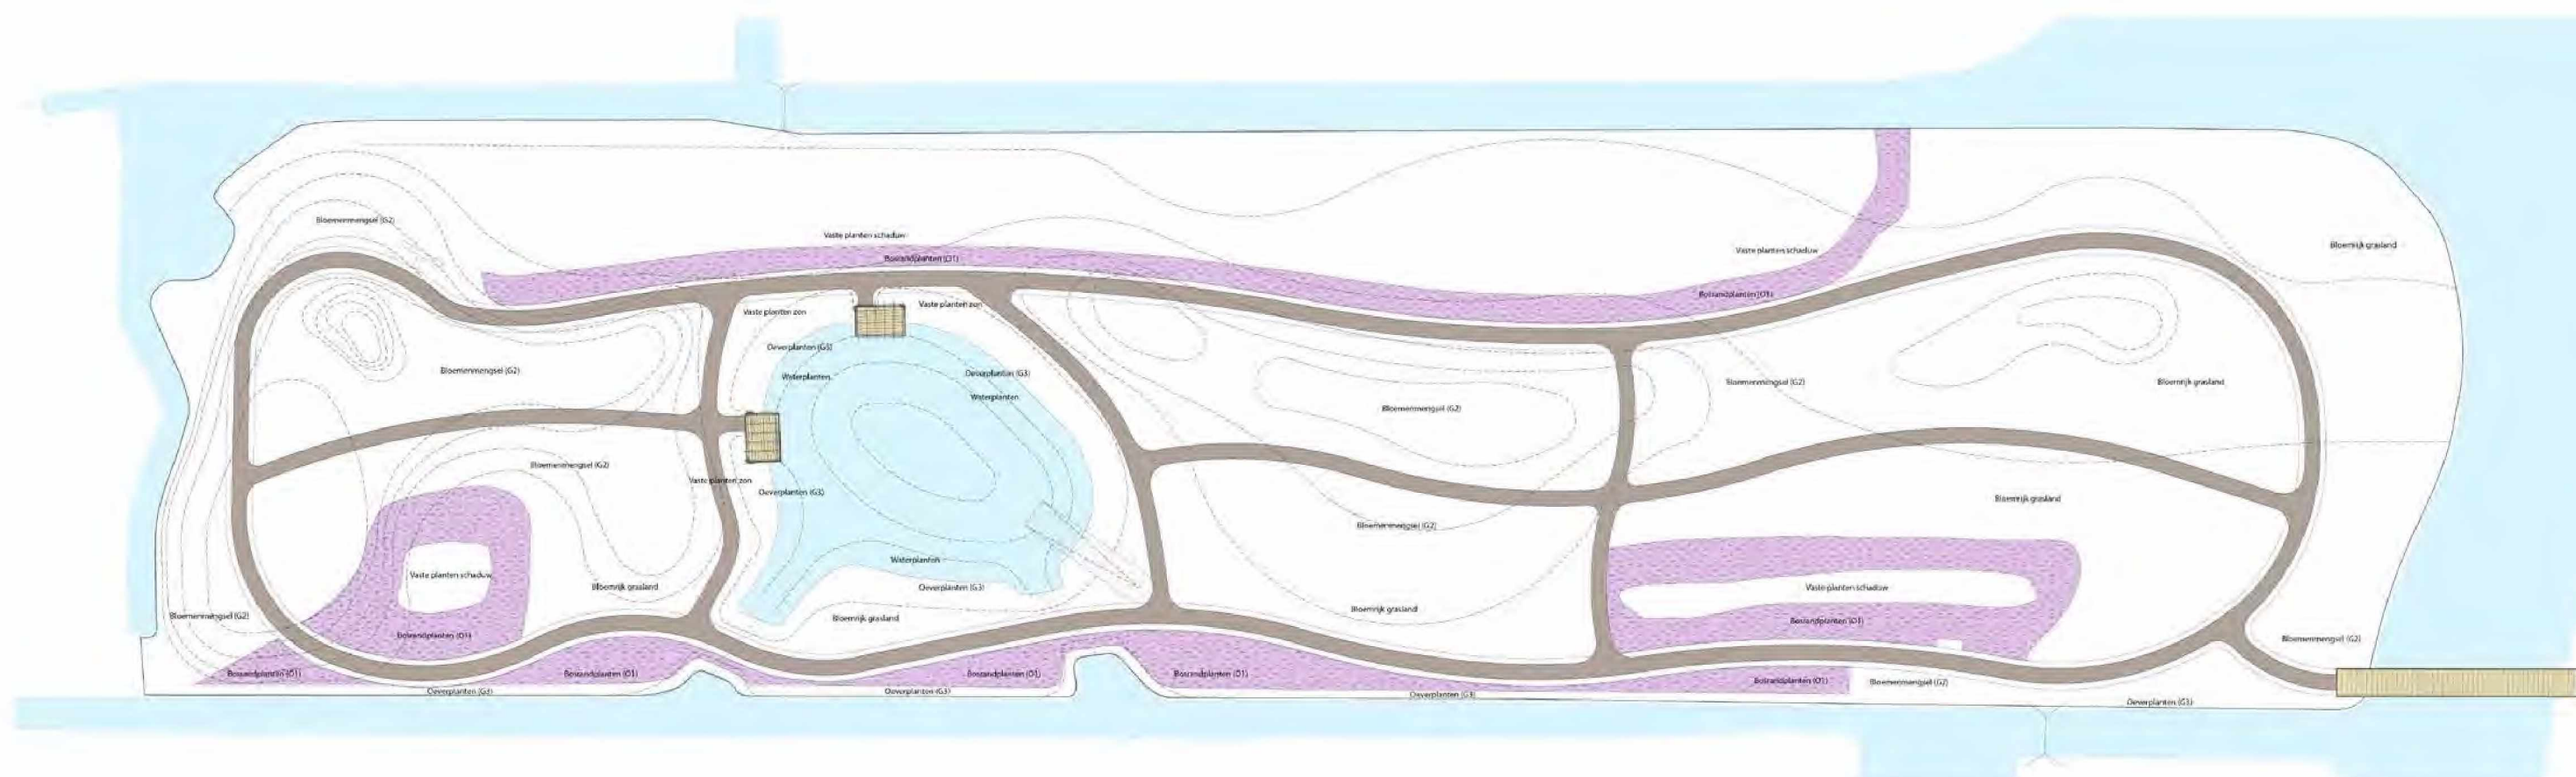 Bloemenmengsel (G2)
Vaste planten schaduw
Bosrandplanten (O1)
Vaste planten schaduw
Bloemrijk grasland
Bosrandplanten (O1)
Vaste planten zon
Vaste planten zon
Oeverplanten (G3)
Bloemenmengsel (G2)
Waterplanten
Oeverplanten (G3)
Waterplanten
Bloemenmengsel (G2)
Bloemenmengsel (G2)
Bloemrijk grasland
Bloemenmengsel (G2)
Vaste planten zon
Oeverplanten (G3)
Bloemenmengsel (G2)
Bloemrijk grasland
Vaste planten schaduw
Bloemrijk grasland
Waterplanten
Oeverplanten (G3)
Vaste planten schaduw
Bloemenmengsel (G2)
Bloemrijk grasland
Bloemrijk grasland
Bosrandplanten (O1)
Bosrandplanten (O1)
Bloemenmengsel (G2)
Bosrandplanten (O1)
Bosrandplanten (O1)
Bosrandplanten (O1)
Bosrandplanten (O1)
Bosrandplanten (O1)
Bloemenmengsel (G2)
Oeverplanten (G3)
Oeverplanten (G3)
Oeverplanten (G3)
Oeverplanten (G3)